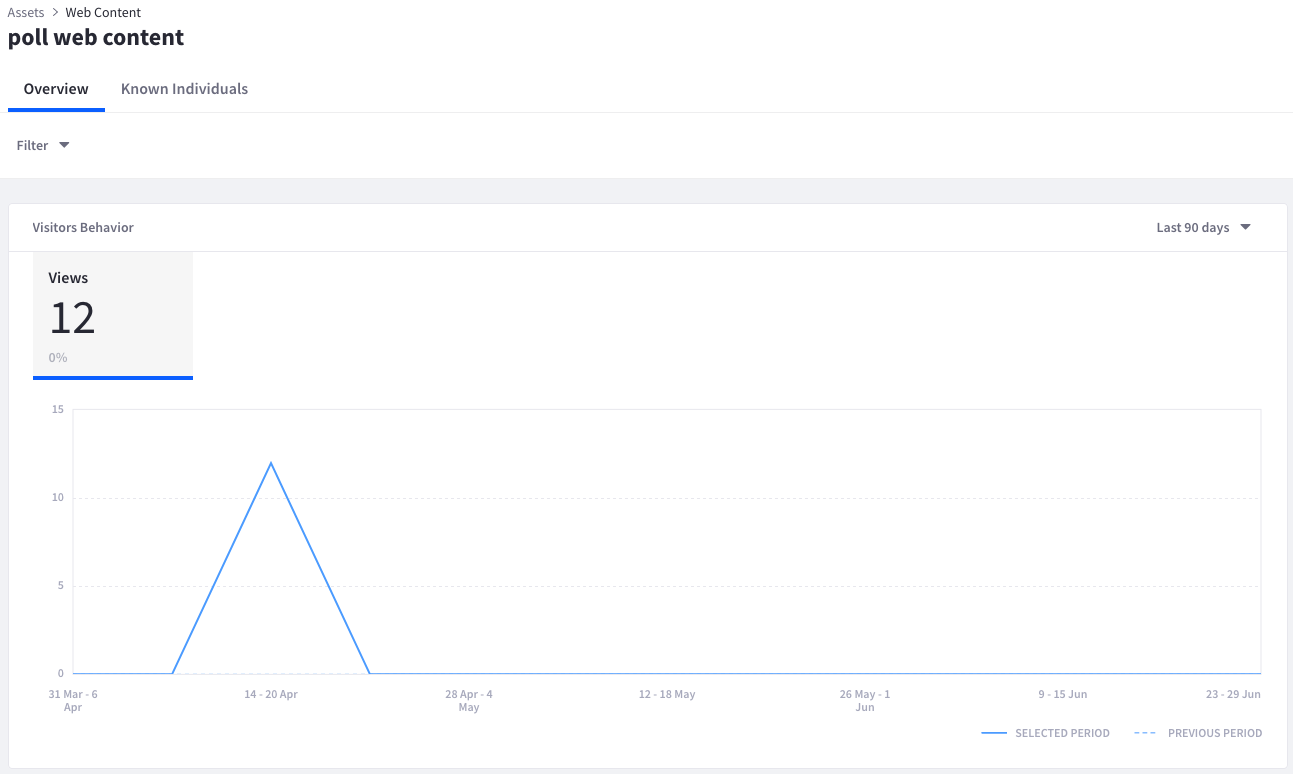 Assets > Web Content
poll web content
Overview Known Individuals
Filter
Visitors Behavior Last 90 days
Views
12
0%
15
10
5
0
31 Mar - 6 Apr
14 - 20 Apr
28 Apr - 4 May
12 - 18 May
26 May - 1 Jun
9 - 15 Jun
23 - 29 Jun
SELECTED PERIOD PREVIOUS PERIOD